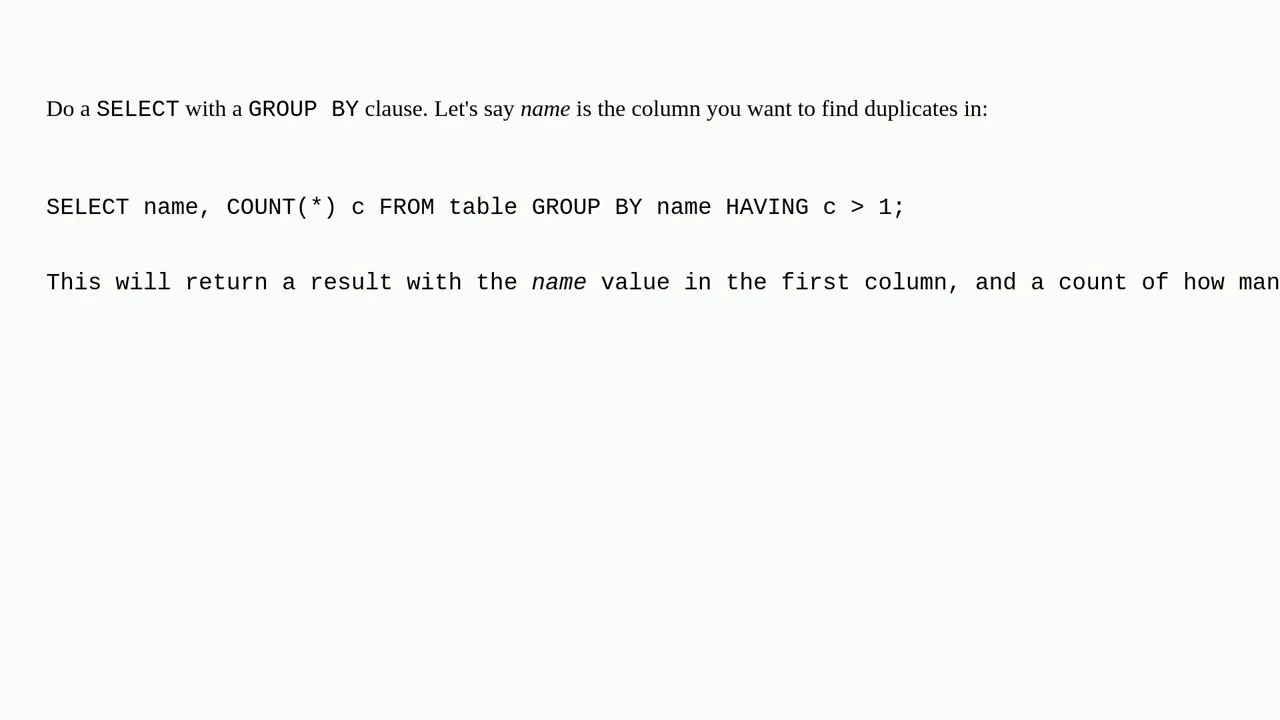 Do a SELECT with a GROUP BY clause. Let's say name is the column you want to find duplicates in:
SELECT name, COUNT(*) c FROM table GROUP BY name HAVING c > 1;
This will return a result with the name value in the first column, and a count of how man